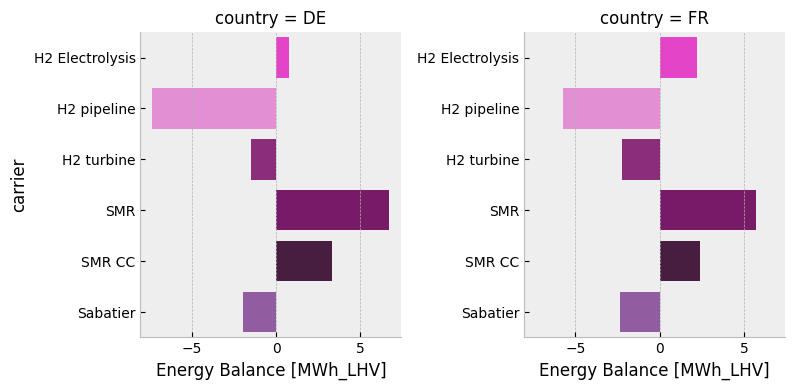 country = DE
country = FR
carrier
H2 Electrolysis
H2 pipeline
H2 turbine
SMR
SMR CC
Sabatier
−5
0
5
Energy Balance [MWh_LHV]
H2 Electrolysis
H2 pipeline
H2 turbine
SMR
SMR CC
Sabatier
−5
0
5
Energy Balance [MWh_LHV]